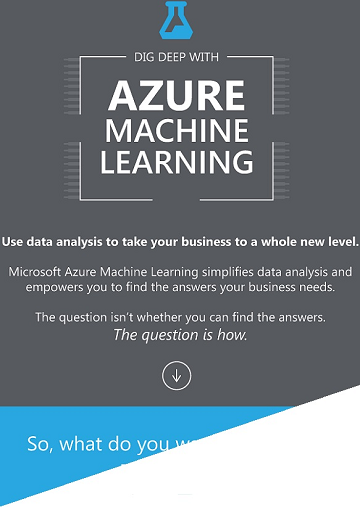 DIG DEEP WITH
AZURE
MACHINE
LEARNING
Use data analysis to take your business to a whole new level.
Microsoft Azure Machine Learning simplifies data analysis and
empowers you to find the answers your business needs.
The question isn't whether you can find the answers.
The question is how.
So, what do you